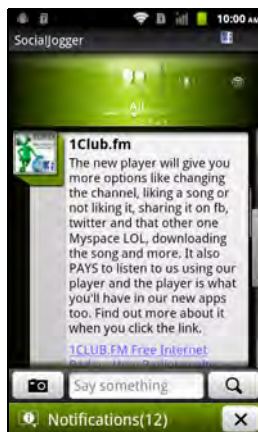 10:00 AM
SocialJogger
All
1Club.fm
The new player will give you
more options like changing
the channel, liking a song or
not liking it, sharing it on fb,
twitter and that other one
Myspace LOL, downloading
the song and more. It also
PAYS to listen to us using our
player and the player is what
you'll have in our new apps
too. Find out more about it
when you click the link.
1CLUB.FM Free Internet
Say something
Notifications(12)